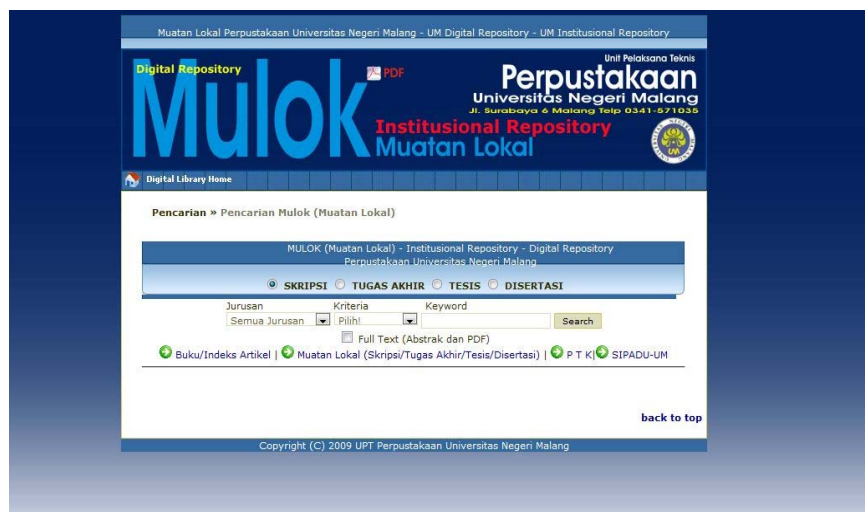 Muatan Lokal Perpustakaan Universitas Negeri Malang - UM Digital Repository - UM Institusional Repository
Digital Repository
Mulok
PDF
Unit Pelaksana Teknis
Perpustakaan
Universitas Negeri Malang
Jl. Surabaya 6 Malang Telp 0341-571035
Institusional Repository
Muatan Lokal
Digital Library Home
Pencarian » Pencarian Mulok (Muatan Lokal)
MULOK (Muatan Lokal) - Institusional Repository - Digital Repository
Perpustakaan Universitas Negeri Malang
SKRIPSI TUGAS AKHIR TESIS DISERTASI
Jurusan Kriteria Keyword
Semua Jurusan Pilih! Search
Full Text (Abstrak dan PDF)
Buku/Indeks Artikel | Muatan Lokal (Skripsi/Tugas Akhir/Tesis/Disertasi) | P T K| SIPADU-UM
back to top
Copyright (C) 2009 UPT Perpustakaan Universitas Negeri Malang